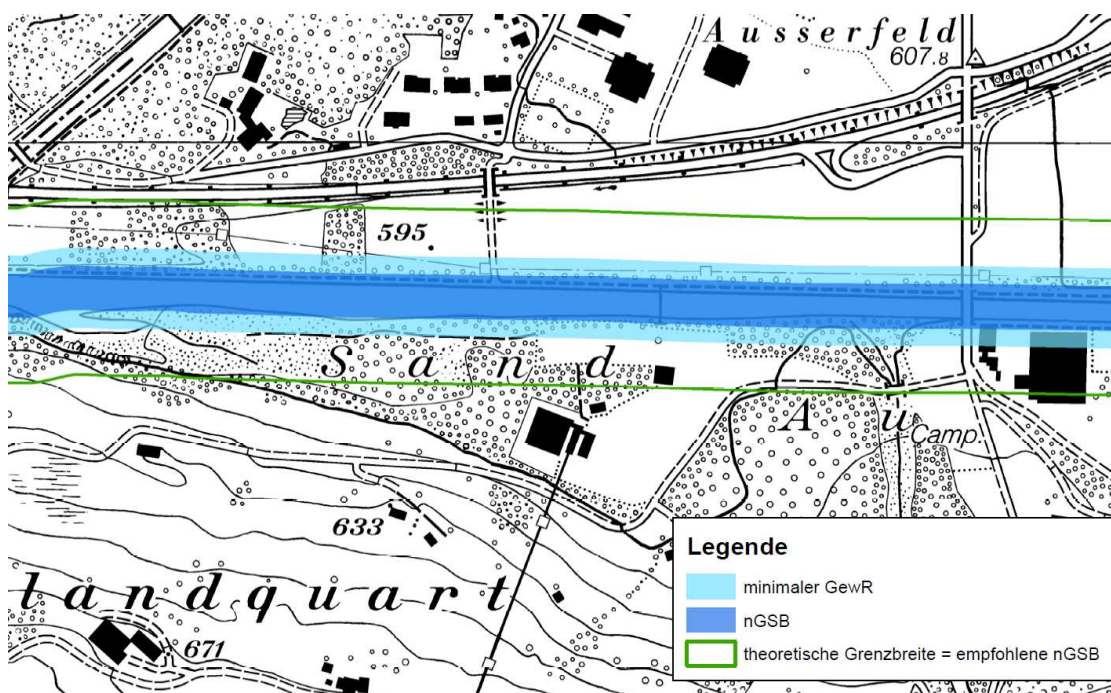 Ausserfeld
607.8
595.
Sand
Au
Camp.
633
landquart
671
Legende
minimaler GewR
nGSB
theoretische Grenzbreite = empfohlene nGSB